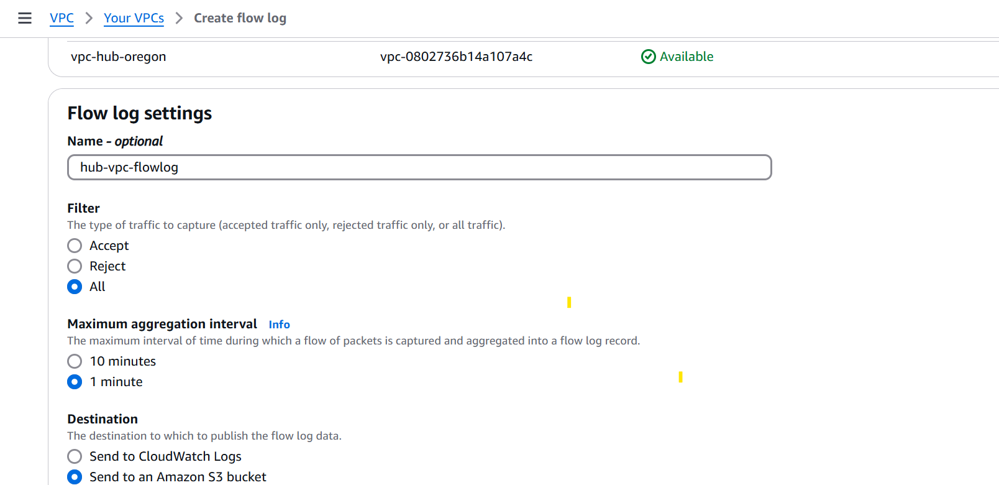 VPC > Your VPCs > Create flow log
vpc-hub-oregon vpc-0802736b14a107a4c Available
Flow log settings
Name - optional
hub-vpc-flowlog
Filter
The type of traffic to capture (accepted traffic only, rejected traffic only, or all traffic).
Accept
Reject
All
Maximum aggregation interval Info
The maximum interval of time during which a flow of packets is captured and aggregated into a flow log record.
10 minutes
1 minute
Destination
The destination to which to publish the flow log data.
Send to CloudWatch Logs
Send to an Amazon S3 bucket